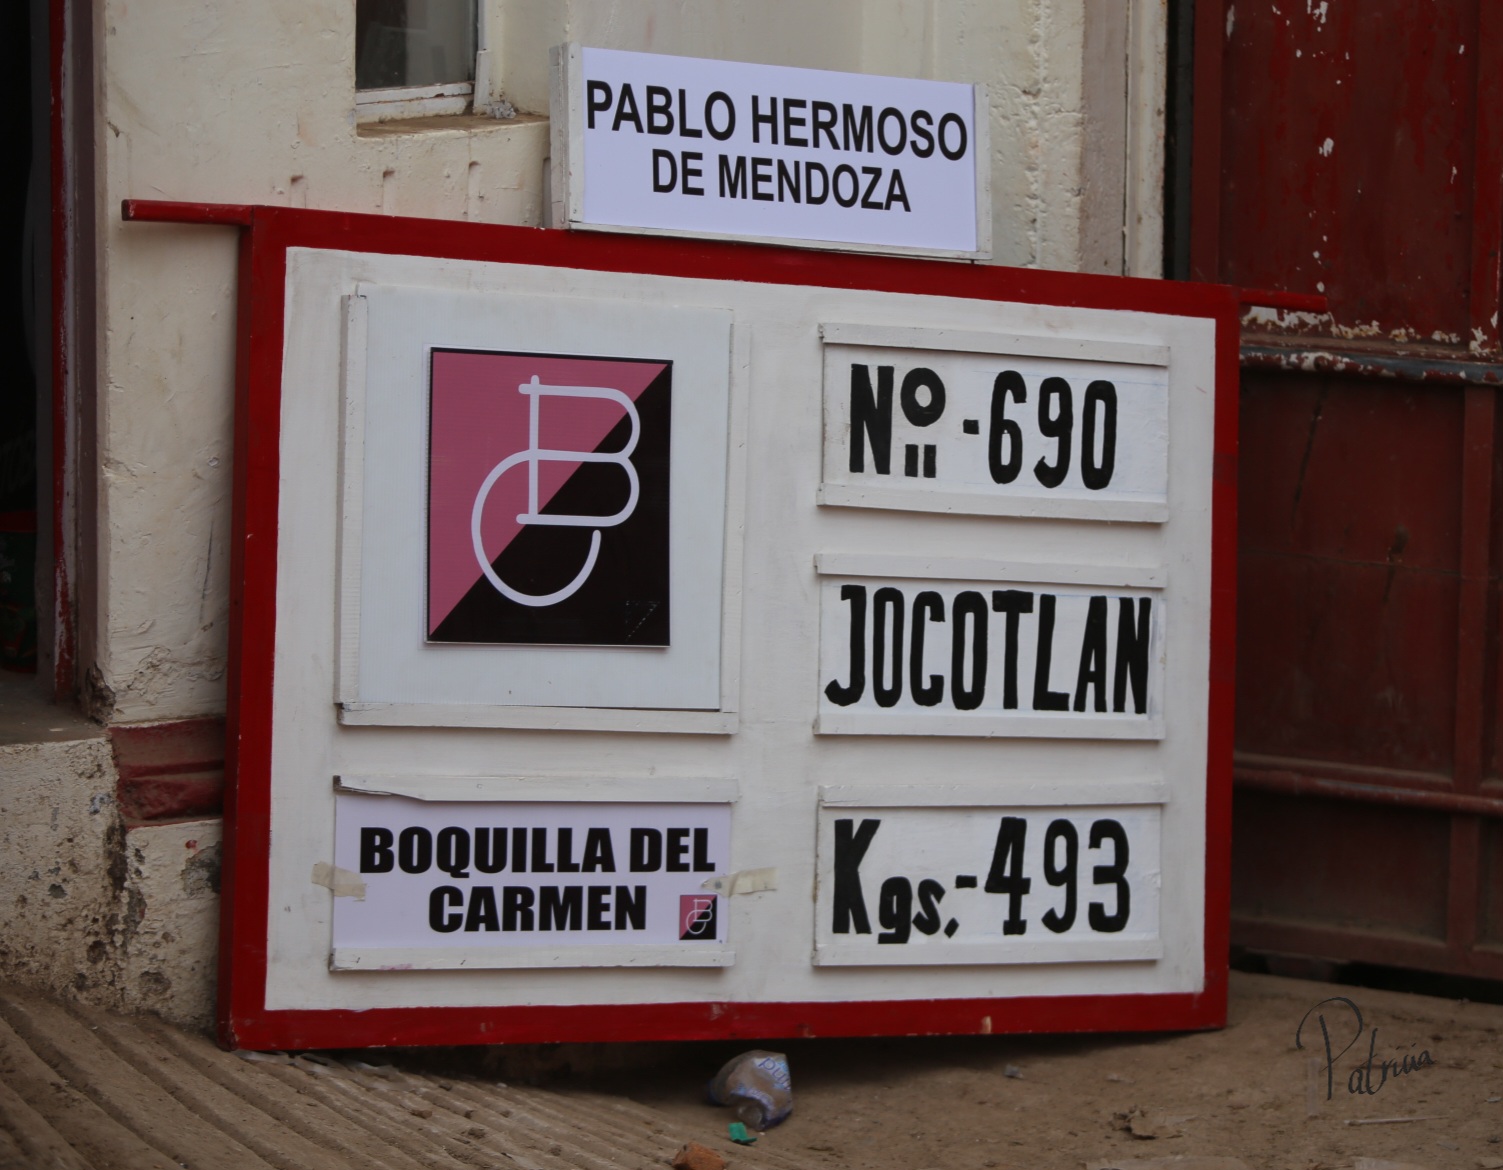 PABLO HERMOSO
DE MENDOZA
Nº.-690
JOCOTLAN
BOQUILLA DEL
CARMEN
Kgs,-493
Patricia